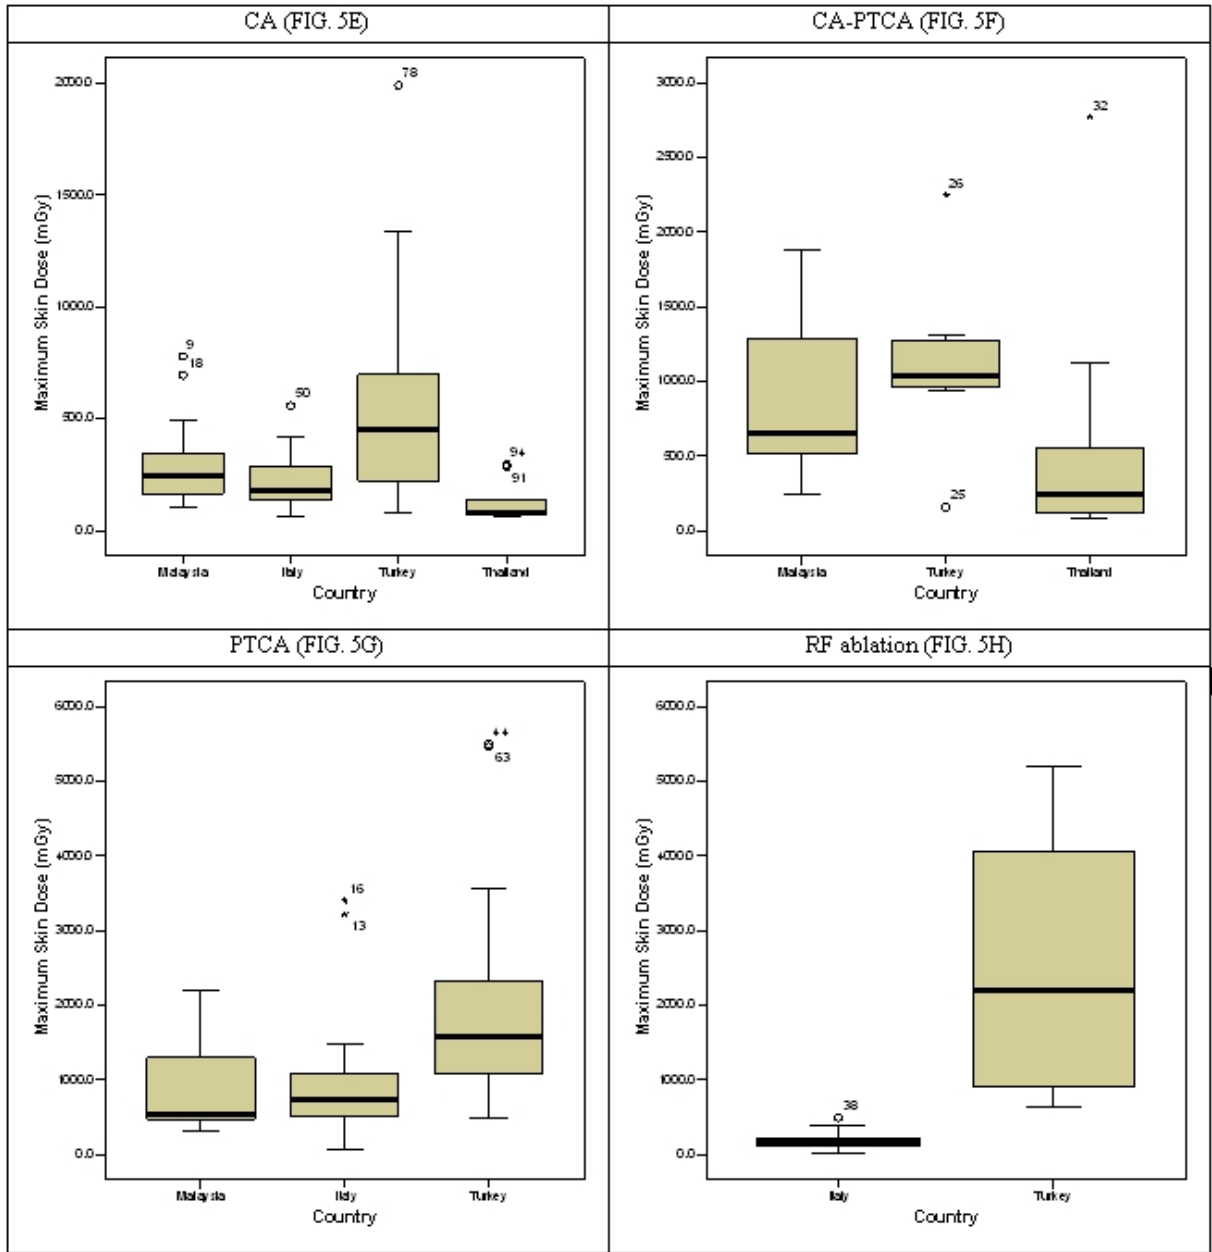 CA (FIG. 5E)
CA-PTCA (FIG. 5F)
Maximum Skin Dose (mGy)
2000.0
1500.0
1000.0
500.0
0.0
78
9
18
50
94
91
Malaysia
Italy
Turkey
Thailand
Country
Maximum Skin Dose (mGy)
3000.0
2500.0
2000.0
1500.0
1000.0
500.0
0.0
32
26
25
Malaysia
Turkey
Thailand
Country
PTCA (FIG. 5G)
RF ablation (FIG. 5H)
Maximum Skin Dose (mGy)
6000.0
5000.0
4000.0
3000.0
2000.0
1000.0
0.0
44
63
16
13
Malaysia
Italy
Turkey
Country
Maximum Skin Dose (mGy)
6000.0
5000.0
4000.0
3000.0
2000.0
1000.0
0.0
38
Italy
Turkey
Country